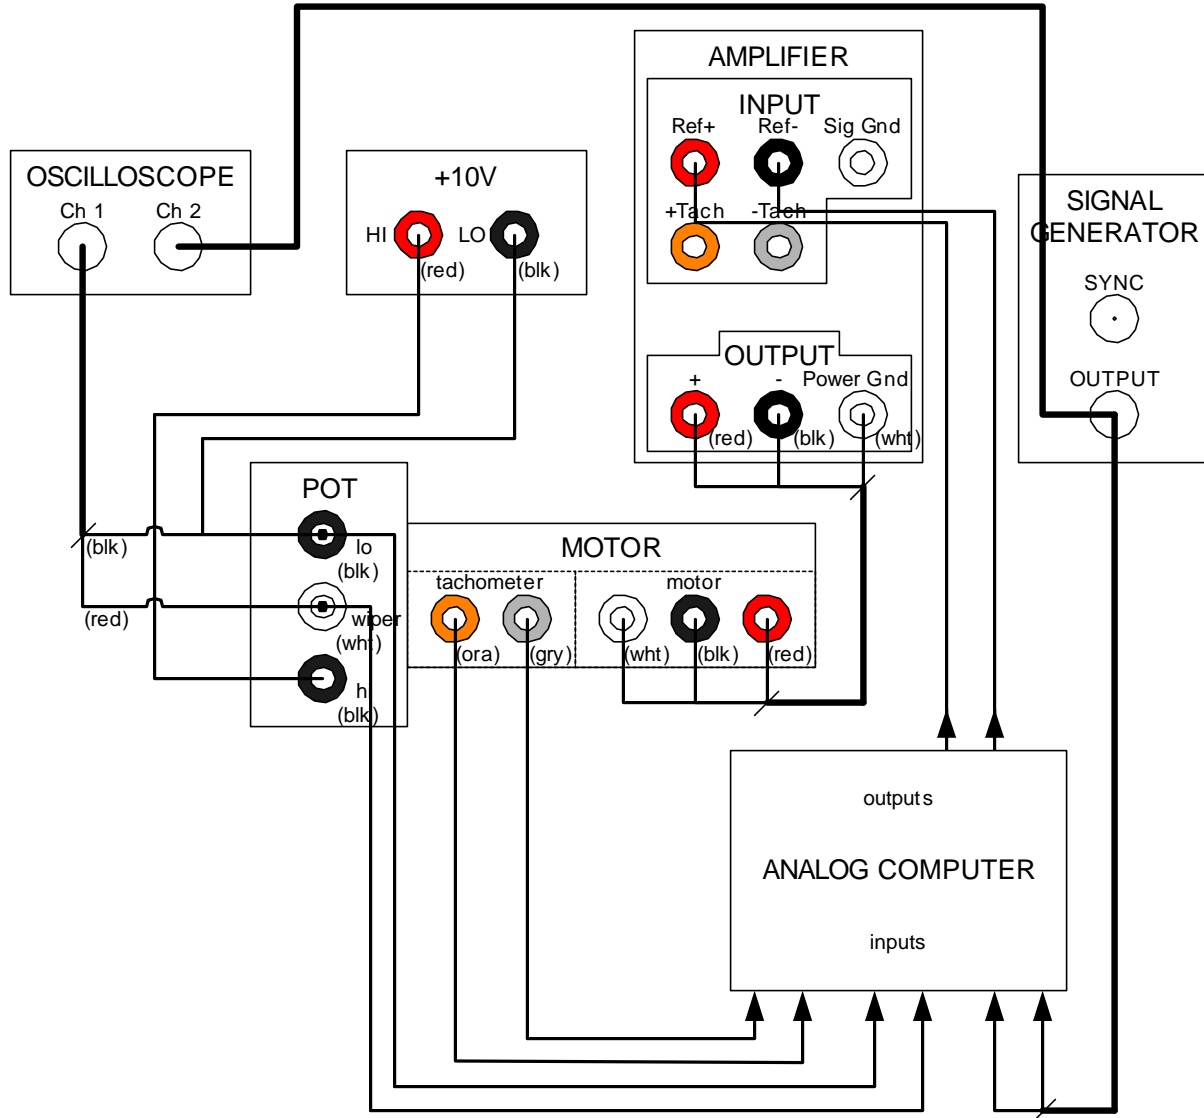 AMPLIFIER
INPUT
Ref+ Ref- Sig Gnd
+Tach -Tach
OSCILLOSCOPE
Ch 1 Ch 2
+10V
HI LO
(red) (blk)
SIGNAL
GENERATOR
SYNC
OUTPUT
OUTPUT
+ - Power Gnd
(red) (blk) (wht)
POT
lo
(blk)
wiper
(wht)
h
(blk)
(blk)
(red)
MOTOR
tachometer motor
(ora) (gry) (wht) (blk) (red)
outputs
ANALOG COMPUTER
inputs